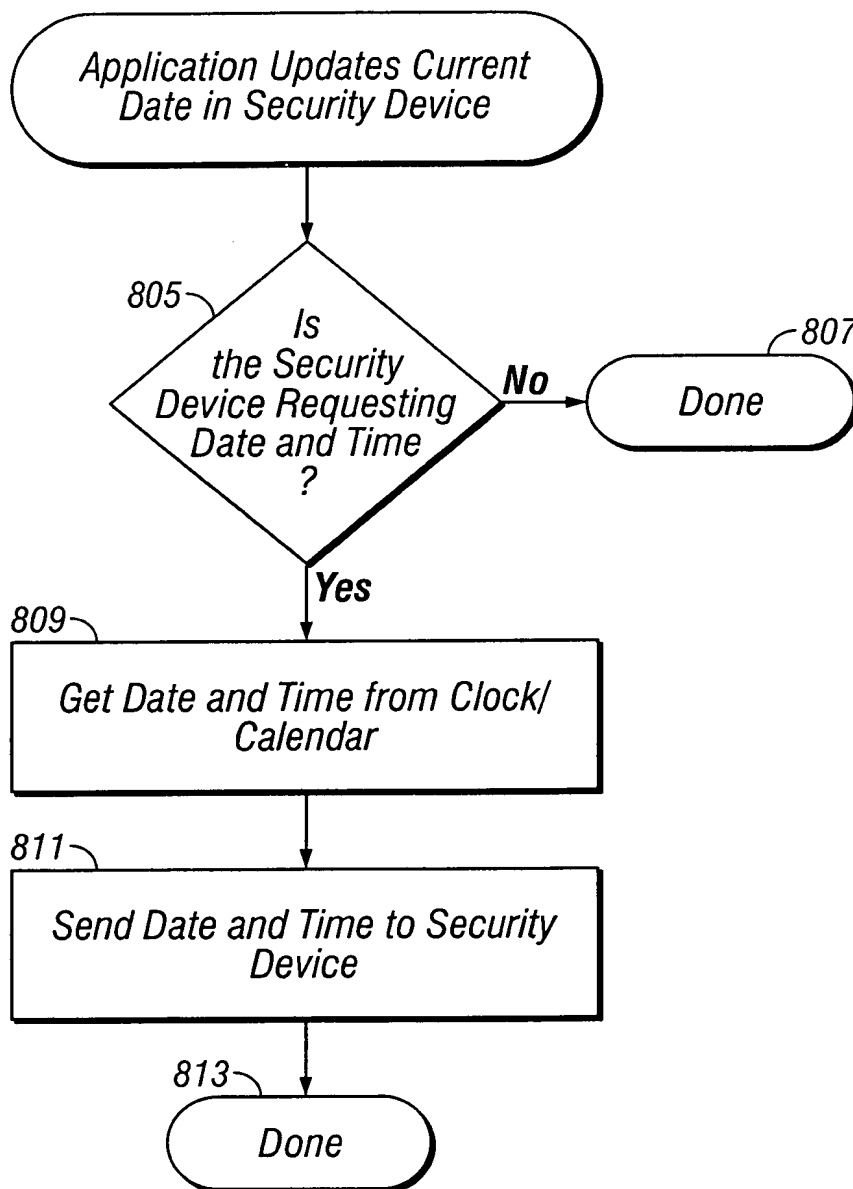 Application Updates Current
Date in Security Device
805
Is
the Security
Device Requesting
Date and Time
?
No
807
Done
Yes
809
Get Date and Time from Clock/
Calendar
811
Send Date and Time to Security
Device
813
Done